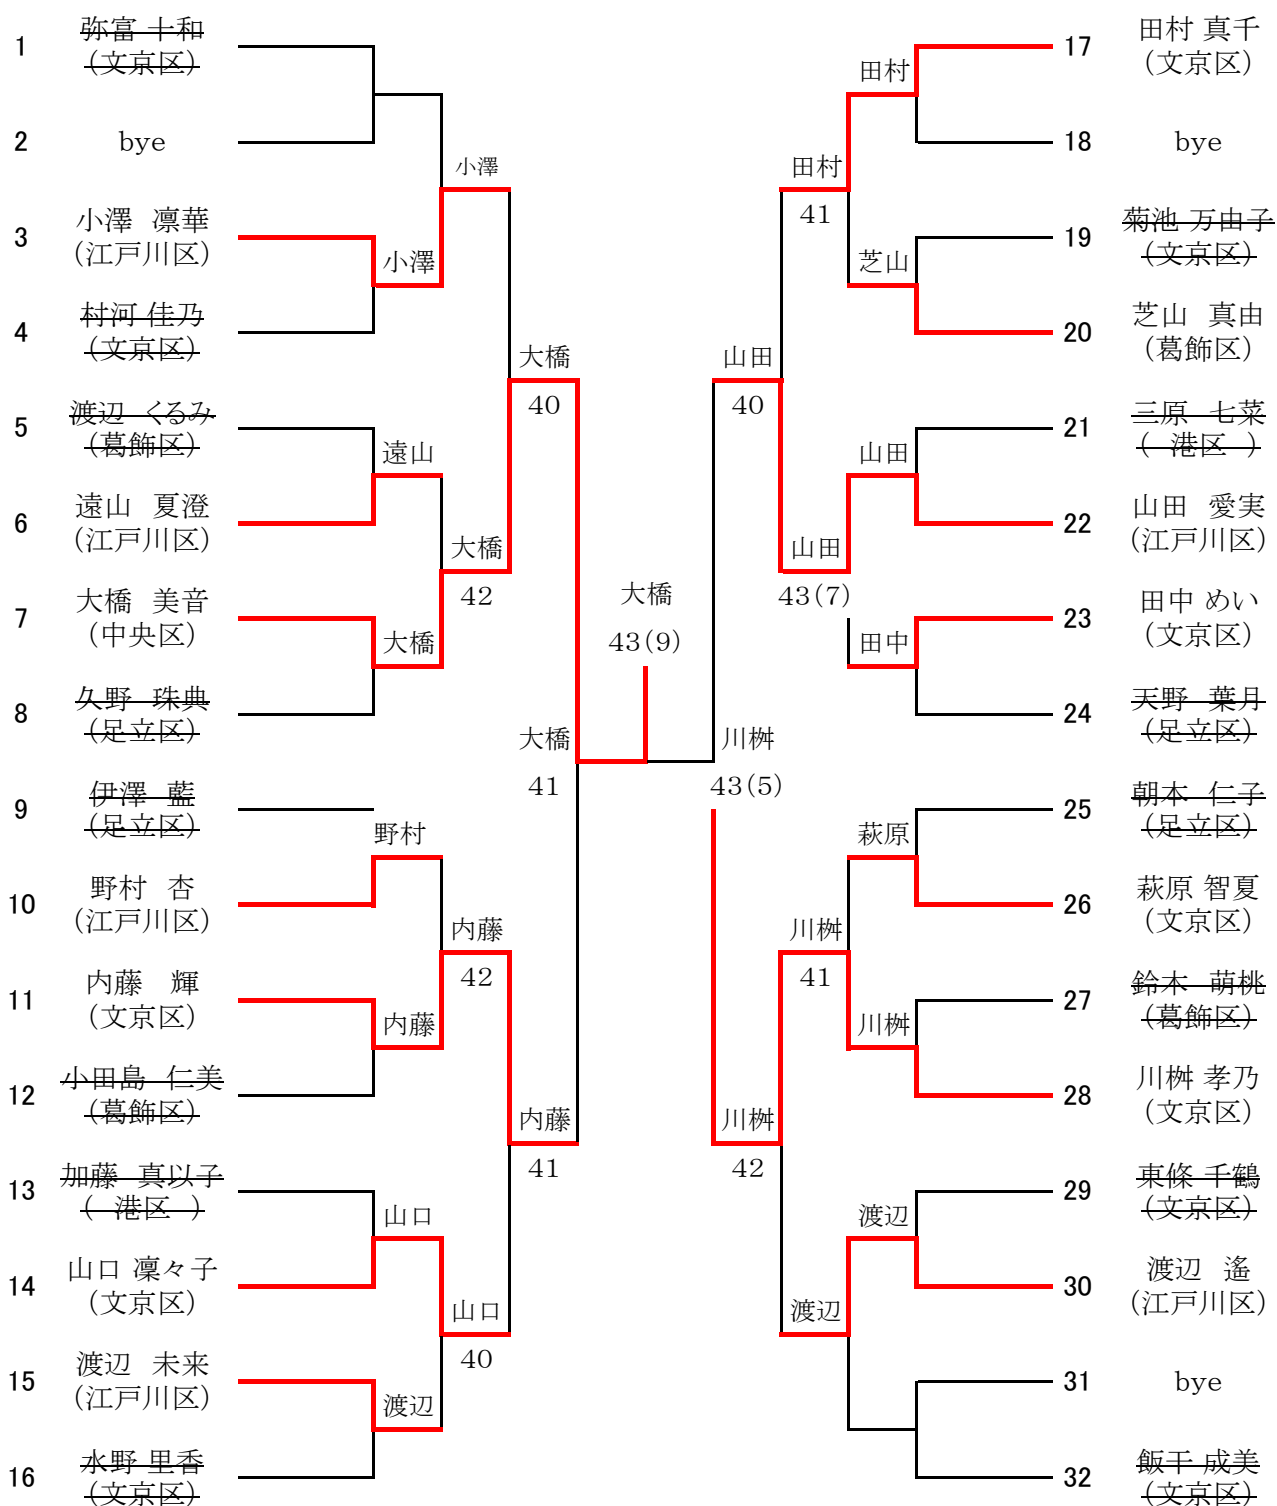 1
弥富 十和
(文京区)
2
bye
3
小澤 凛華
(江戸川区)
4
村河 佳乃
(文京区)
5
渡辺 くるみ
(葛飾区)
6
遠山 夏澄
(江戸川区)
7
大橋 美音
(中央区)
8
久野 珠典
(足立区)
9
伊澤 藍
(足立区)
10
野村 杏
(江戸川区)
11
内藤 輝
(文京区)
12
小田島 仁美
(葛飾区)
13
加藤 真以子
( 港区 )
14
山口 凜々子
(文京区)
15
渡辺 未来
(江戸川区)
16
水野 里香
(文京区)
小澤
遠山
大橋
野村
内藤
山口
渡辺
小澤
大橋
42
内藤
42
山口
40
大橋
40
内藤
41
大橋
41
大橋
43(9)
川桝
43(5)
山田
40
川桝
42
田村
41
山田
43(7)
川桝
41
渡辺
田村
芝山
山田
田中
萩原
川桝
渡辺
17
田村 真千
(文京区)
18
bye
19
菊池 万由子
(文京区)
20
芝山 真由
(葛飾区)
21
三原 七菜
( 港区 )
22
山田 愛実
(江戸川区)
23
田中 めい
(文京区)
24
天野 葉月
(足立区)
25
朝本 仁子
(足立区)
26
萩原 智夏
(文京区)
27
鈴木 萌桃
(葛飾区)
28
川桝 孝乃
(文京区)
29
東條 千鶴
(文京区)
30
渡辺 遙
(江戸川区)
31
bye
32
飯干 成美
(文京区)